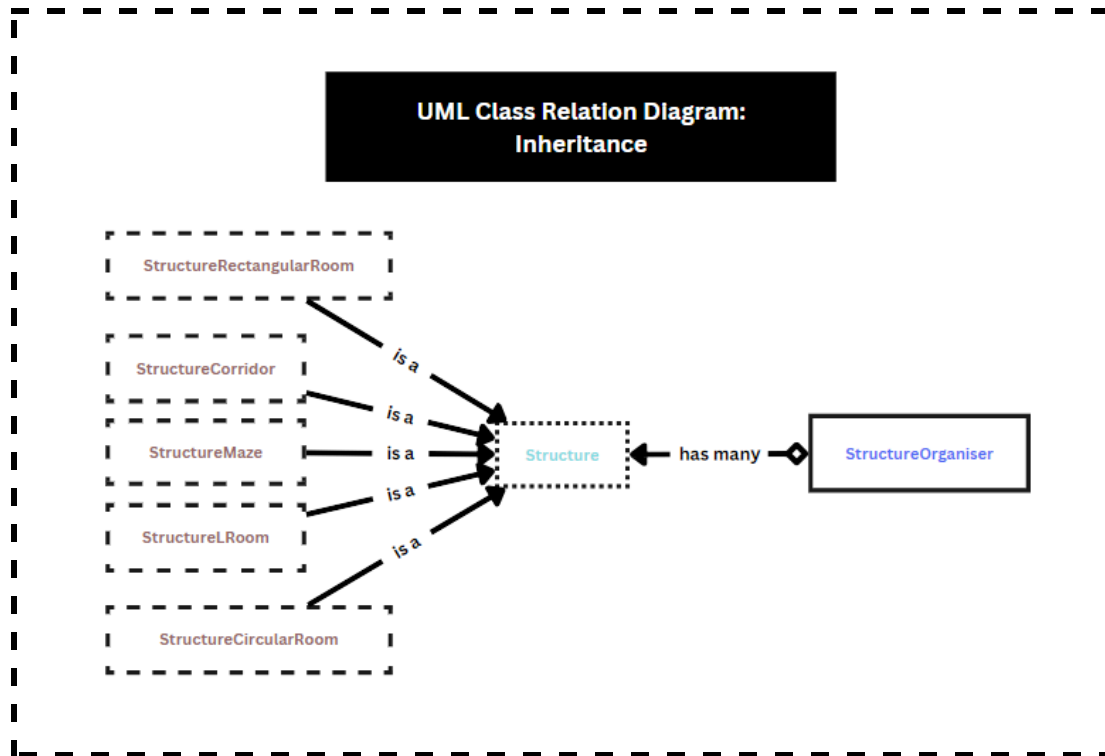 UML Class Relation Diagram:
Inheritance
StructureRectangularRoom
is a
StructureCorridor
is a
StructureMaze
is a
Structure
has many
StructureOrganiser
is a
StructureLRoom
is a
StructureCircularRoom